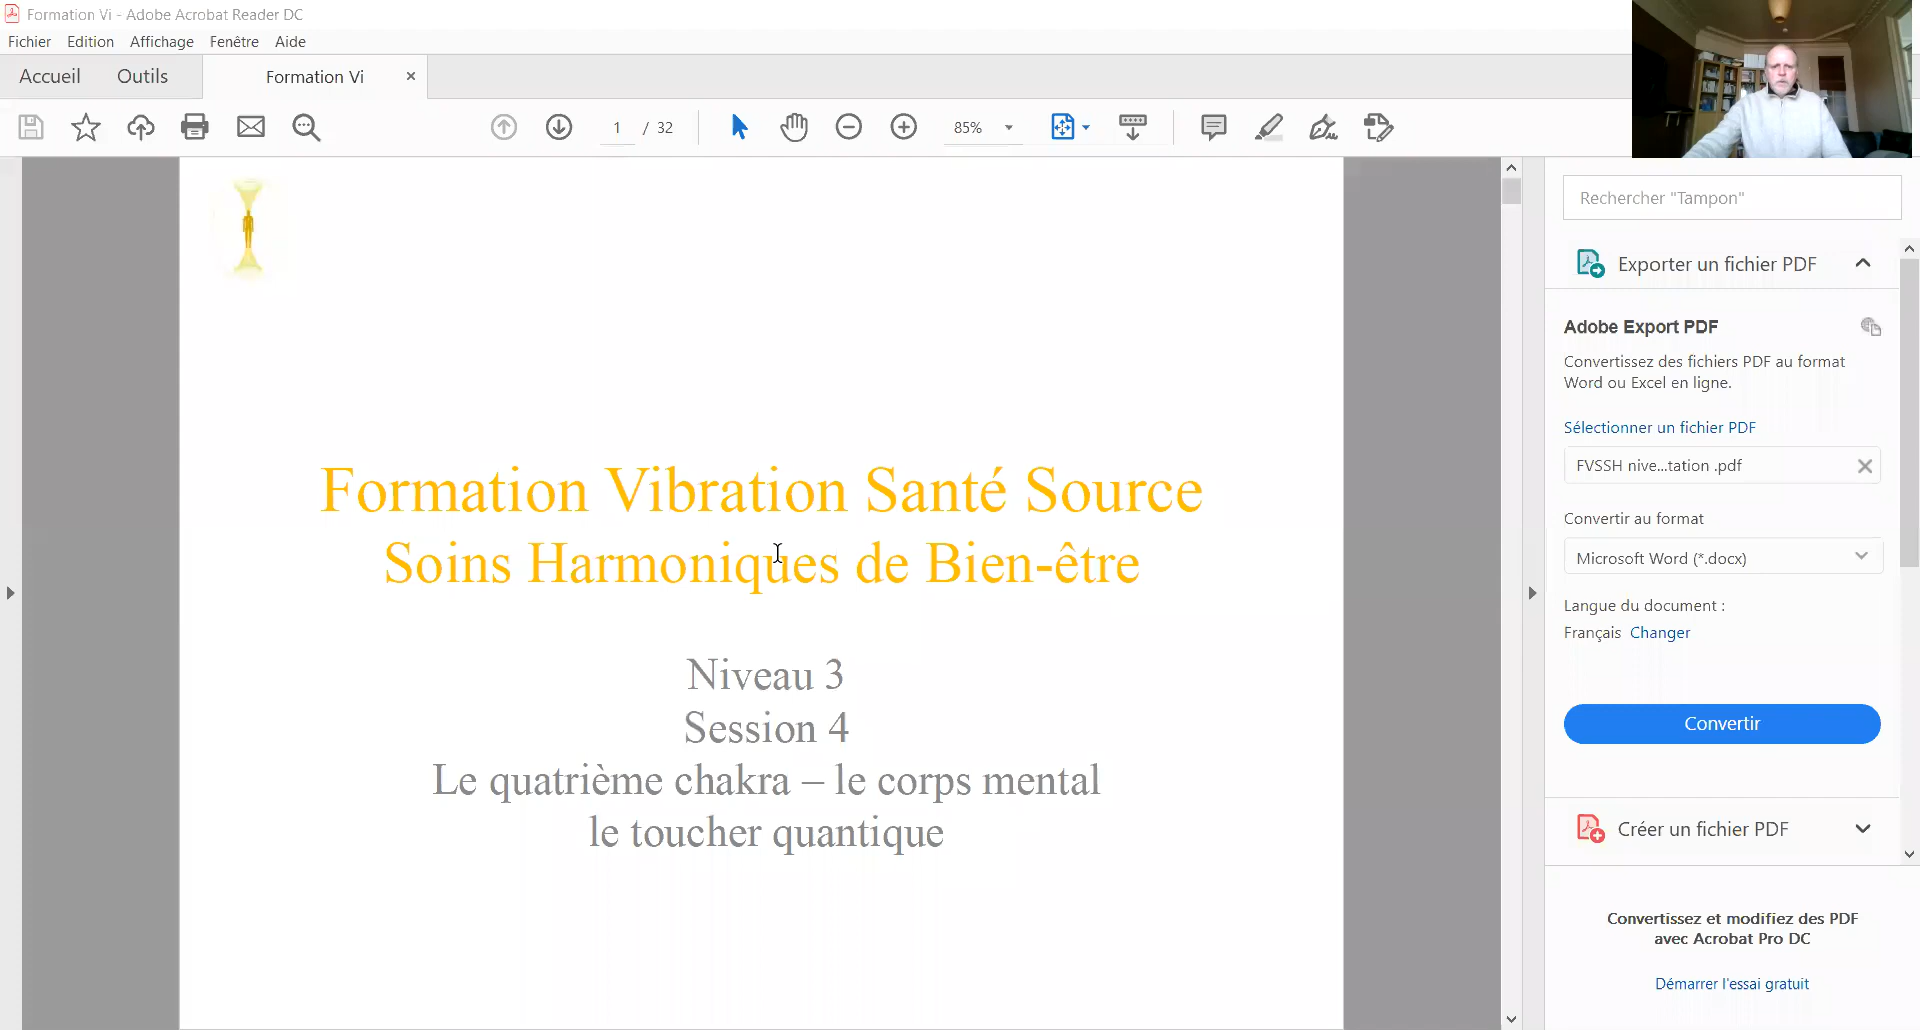 Formation Vi - Adobe Acrobat Reader DC
Fichier Edition Affichage Fenêtre Aide
Accueil Outils Formation Vi ×
1 / 32 85%
Formation Vibration Santé Source
Soins Harmoniques de Bien-être
Niveau 3
Session 4
Le quatrième chakra – le corps mental
le toucher quantique
Rechercher "Tampon"
Exporter un fichier PDF
Adobe Export PDF
Convertissez des fichiers PDF au format
Word ou Excel en ligne.
Sélectionner un fichier PDF
FVSSH nive...tation .pdf
Convertir au format
Microsoft Word (*.docx)
Langue du document :
Français Changer
Convertir
Créer un fichier PDF
Convertissez et modifiez des PDF
avec Acrobat Pro DC
Démarrer l'essai gratuit